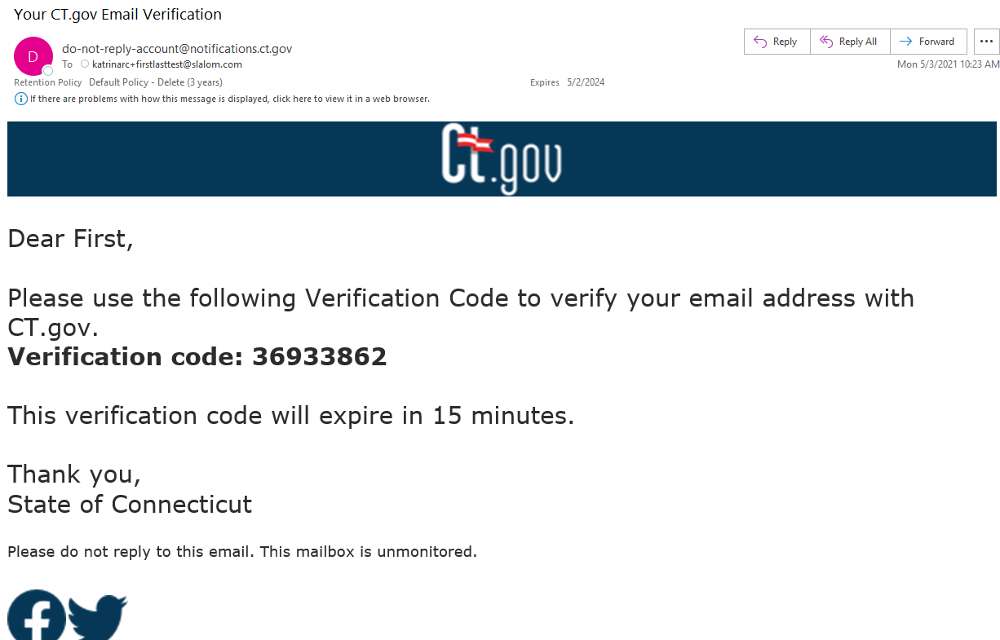 Your CT.gov Email Verification
D
do-not-reply-account@notifications.ct.gov
Reply
Reply All
Forward
To katrinarc+firstlasttest@slalom.com
Mon 5/3/2021 10:23 AM
Retention Policy Default Policy - Delete (3 years)
Expires 5/2/2024
If there are problems with how this message is displayed, click here to view it in a web browser.
Ct.gov
Dear First,
Please use the following Verification Code to verify your email address with
CT.gov.
Verification code: 36933862
This verification code will expire in 15 minutes.
Thank you,
State of Connecticut
Please do not reply to this email. This mailbox is unmonitored.